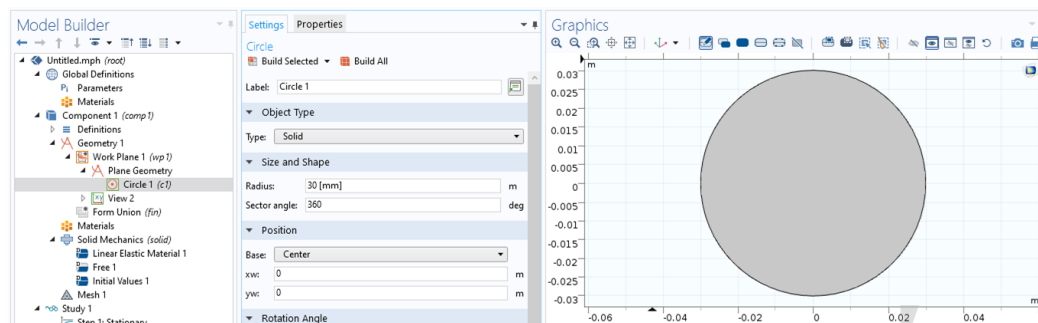 Model Builder
Untitled.mph (root)
Global Definitions
Pi Parameters
Materials
Component 1 (comp1)
Definitions
Geometry 1
Work Plane 1 (wp1)
Plane Geometry
Circle 1 (c1)
View 2
Form Union (fin)
Materials
Solid Mechanics (solid)
Linear Elastic Material 1
Free 1
Initial Values 1
Mesh 1
Study 1
Step 1: Stationary
Settings Properties
Circle
Build Selected Build All
Label: Circle 1
Object Type
Type: Solid
Size and Shape
Radius: 30 [mm] m
Sector angle: 360 deg
Position
Base: Center
xw: 0 m
yw: 0 m
Rotation Angle
Graphics
m
0.03
0.025
0.02
0.015
0.01
0.005
0
-0.005
-0.01
-0.015
-0.02
-0.025
-0.03
m
-0.06 -0.04 -0.02 0 0.02 0.04